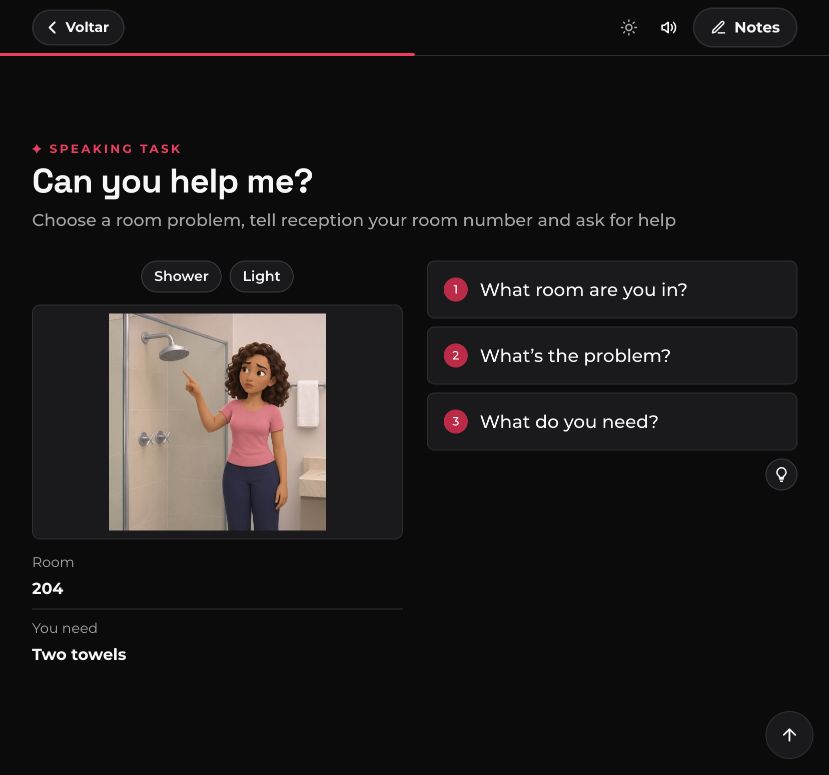 Voltar
Notes
SPEAKING TASK
Can you help me?
Choose a room problem, tell reception your room number and ask for help
Shower
Light
1 What room are you in?
2 What’s the problem?
3 What do you need?
Room
204
You need
Two towels